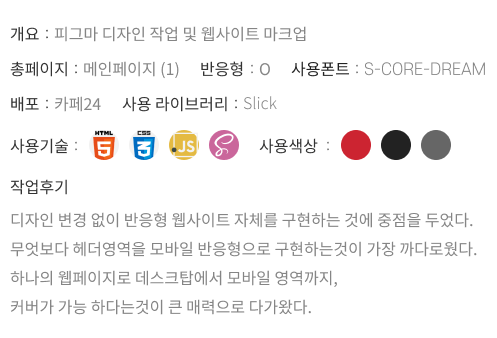 개요 : 피그마 디자인 작업 및 웹사이트 마크업
총페이지 : 메인페이지 (1) 반응형 : O 사용폰트 : S-CORE-DREAM
배포 : 카페24 사용 라이브러리 : Slick
사용기술 : HTML 5 CSS 3 JS S 사용색상 :
작업후기
디자인 변경 없이 반응형 웹사이트 자체를 구현하는 것에 중점을 두었다.
무엇보다 헤더영역을 모바일 반응형으로 구현하는것이 가장 까다로웠다.
하나의 웹페이지로 데스크탑에서 모바일 영역까지,
커버가 가능 하다는것이 큰 매력으로 다가왔다.